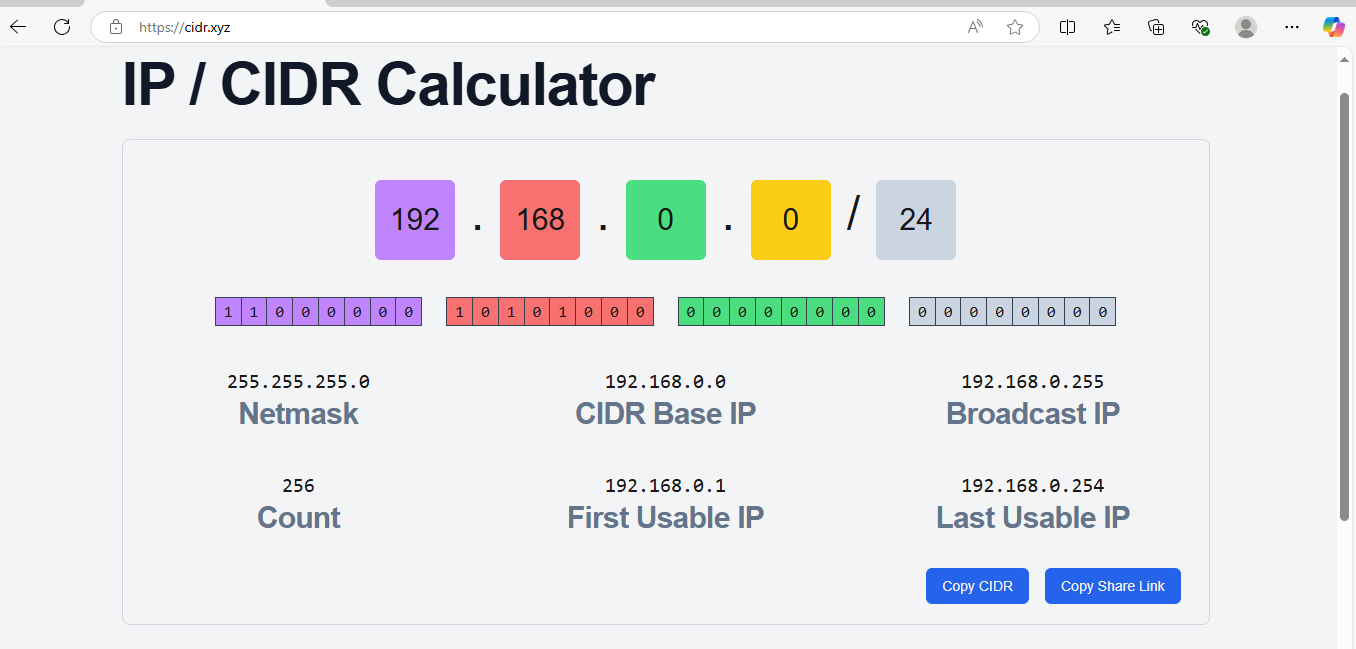 https://cidr.xyz
IP / CIDR Calculator
192 . 168 . 0 . 0 / 24
1 1 0 0 0 0 0 0 1 0 1 0 1 0 0 0 0 0 0 0 0 0 0 0 0 0 0 0 0 0 0 0
255.255.255.0 192.168.0.0 192.168.0.255
Netmask CIDR Base IP Broadcast IP
256 192.168.0.1 192.168.0.254
Count First Usable IP Last Usable IP
Copy CIDR Copy Share Link